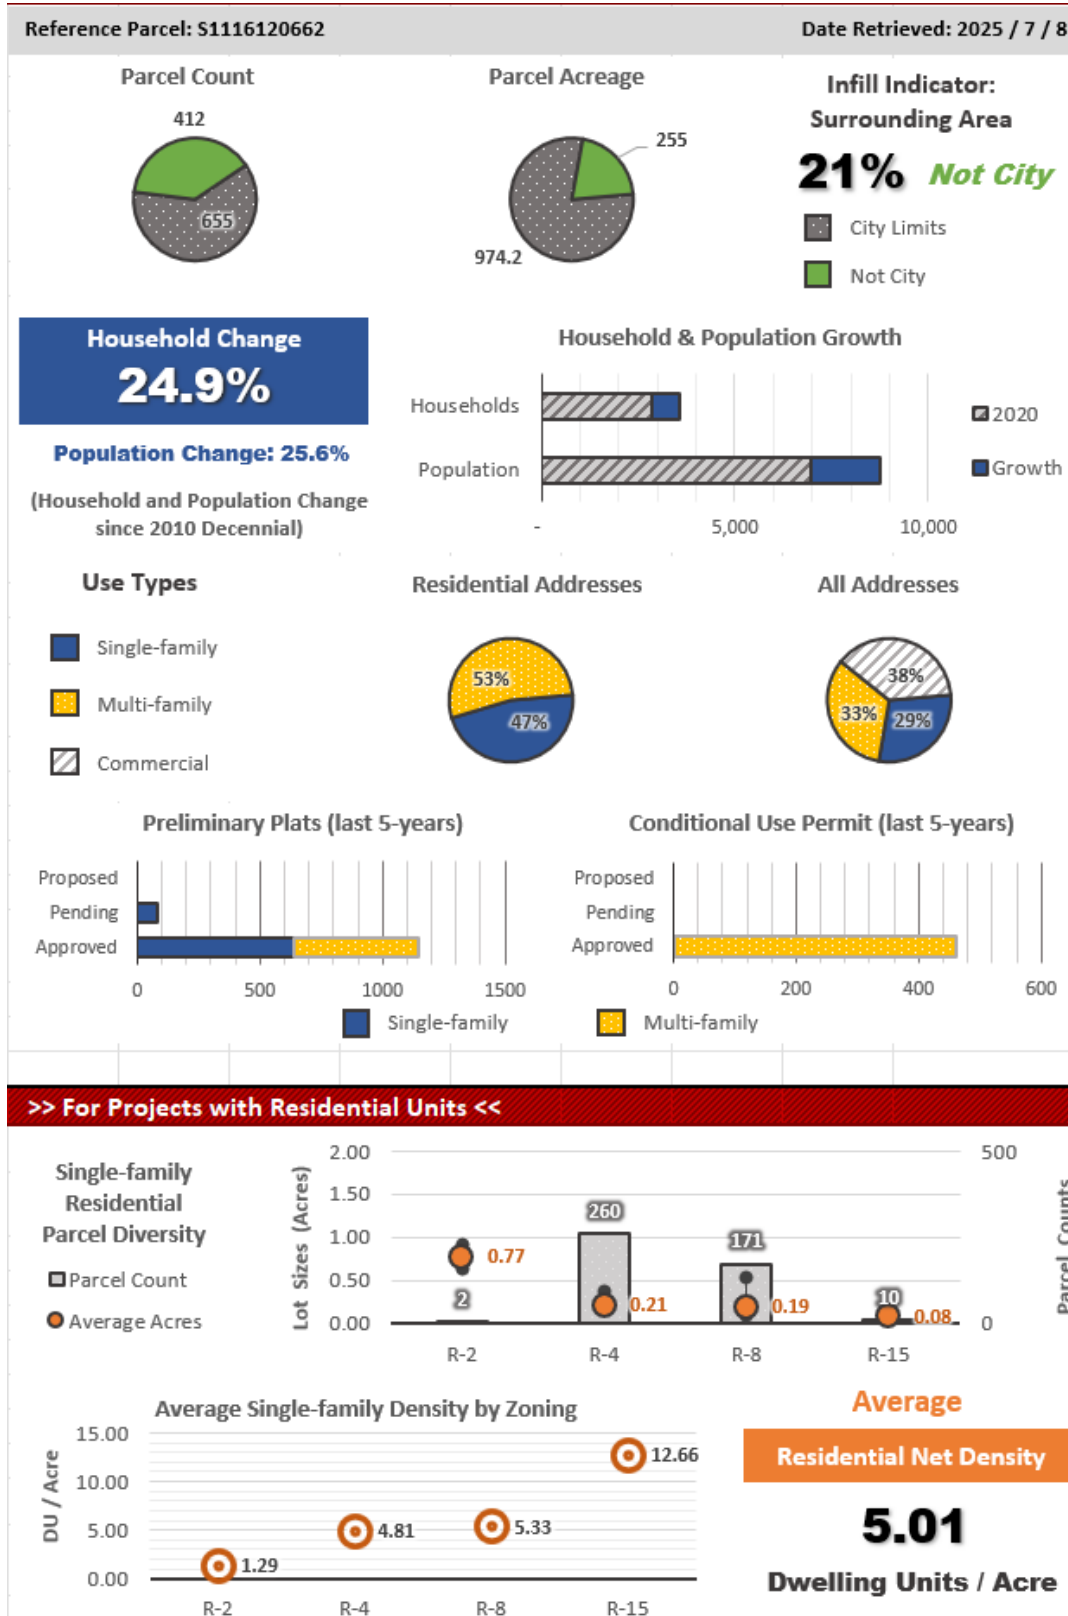 Reference Parcel: S1116120662
Date Retrieved: 2025 / 7 / 8
Parcel Count
412
655
Parcel Acreage
255
974.2
Infill Indicator:
Surrounding Area
21% Not City
City Limits
Not City
Household Change
24.9%
Population Change: 25.6%
(Household and Population Change
since 2010 Decennial)
Household & Population Growth
Households
Population
-
5,000
10,000
2020
Growth
Use Types
Single-family
Multi-family
Commercial
Residential Addresses
53%
47%
All Addresses
38%
33%
29%
Preliminary Plats (last 5-years)
Proposed
Pending
Approved
0
500
1000
1500
Conditional Use Permit (last 5-years)
Proposed
Pending
Approved
0
200
400
600
Single-family
Multi-family
>> For Projects with Residential Units <<
Single-family
Residential
Parcel Diversity
Parcel Count
Average Acres
Lot Sizes (Acres)
2.00
1.50
1.00
0.50
0.00
500
0
Parcel Counts
0.77
2
260
0.21
171
0.19
10
0.08
R-2
R-4
R-8
R-15
Average Single-family Density by Zoning
DU / Acre
15.00
10.00
5.00
0.00
1.29
4.81
5.33
12.66
R-2
R-4
R-8
R-15
Average
Residential Net Density
5.01
Dwelling Units / Acre